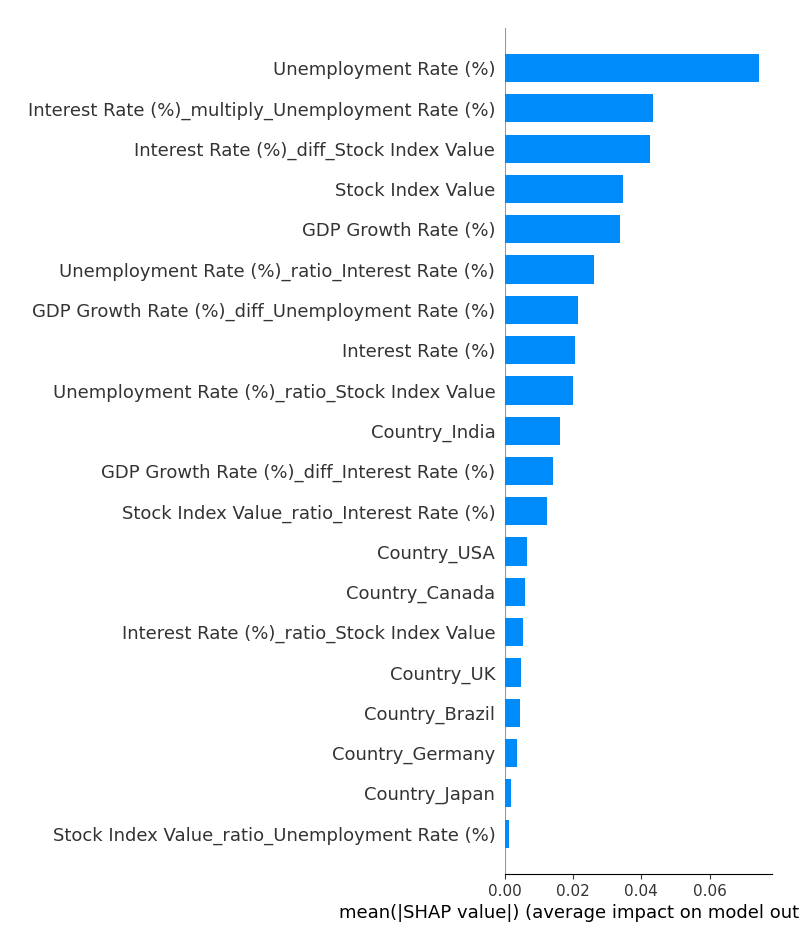 Unemployment Rate (%)
Interest Rate (%)_multiply_Unemployment Rate (%)
Interest Rate (%)_diff_Stock Index Value
Stock Index Value
GDP Growth Rate (%)
Unemployment Rate (%)_ratio_Interest Rate (%)
GDP Growth Rate (%)_diff_Unemployment Rate (%)
Interest Rate (%)
Unemployment Rate (%)_ratio_Stock Index Value
Country_India
GDP Growth Rate (%)_diff_Interest Rate (%)
Stock Index Value_ratio_Interest Rate (%)
Country_USA
Country_Canada
Interest Rate (%)_ratio_Stock Index Value
Country_UK
Country_Brazil
Country_Germany
Country_Japan
Stock Index Value_ratio_Unemployment Rate (%)
0.00 0.02 0.04 0.06
mean(|SHAP value|) (average impact on model out